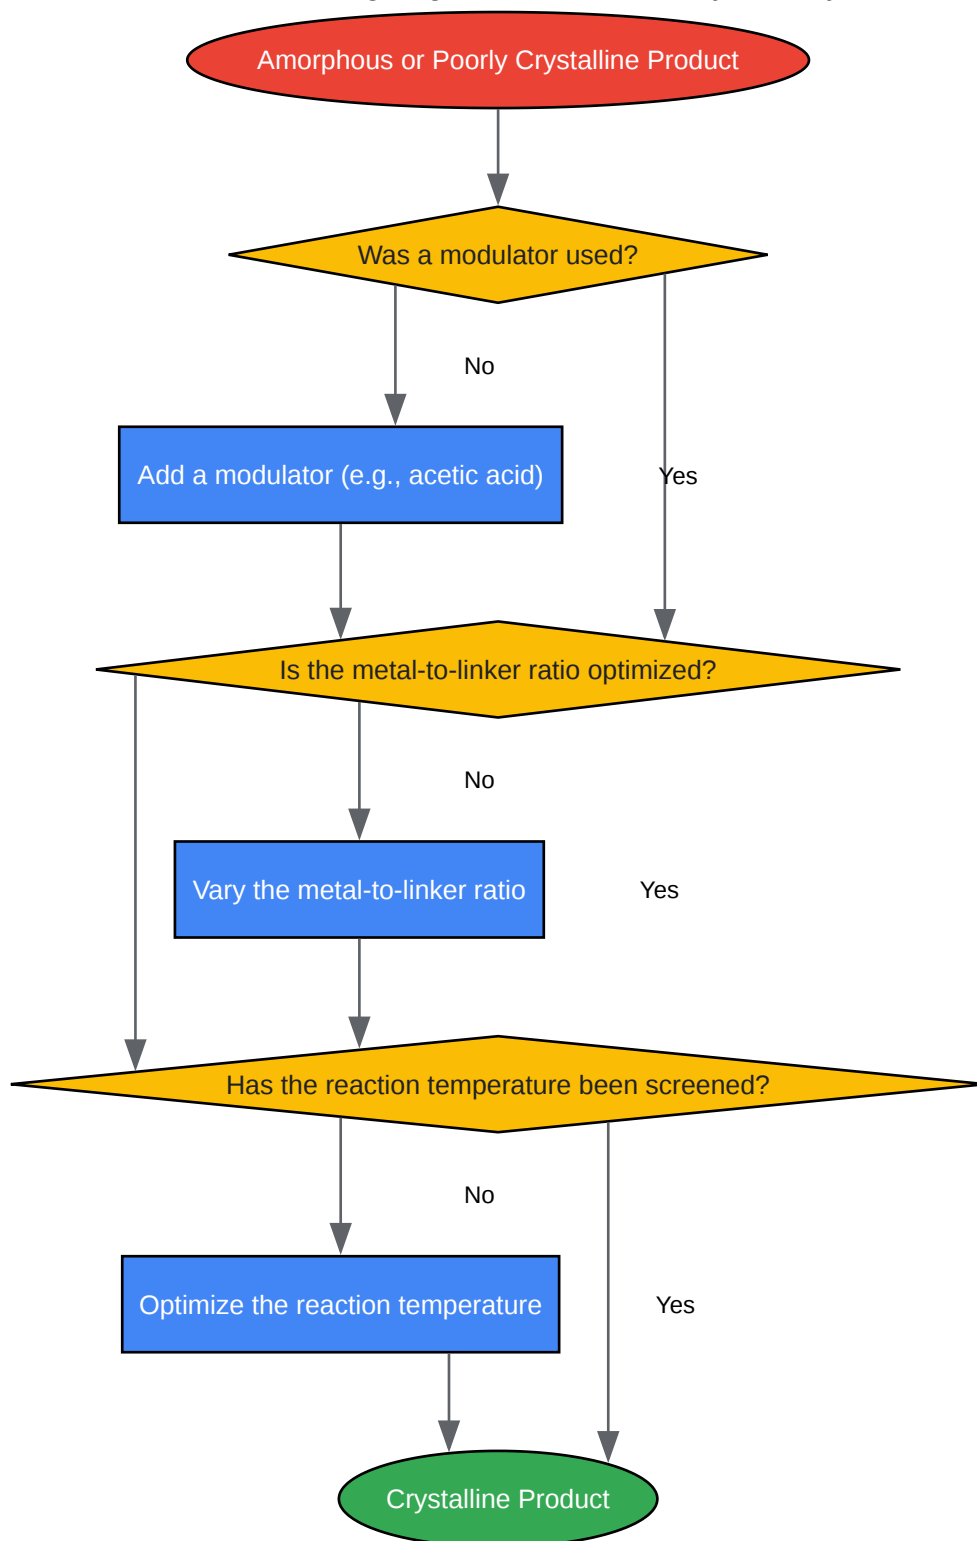 Amorphous or Poorly Crystalline Product
Was a modulator used?
No
Add a modulator (e.g., acetic acid)
Yes
Is the metal-to-linker ratio optimized?
No
Vary the metal-to-linker ratio
Yes
Has the reaction temperature been screened?
No
Optimize the reaction temperature
Yes
Crystalline Product